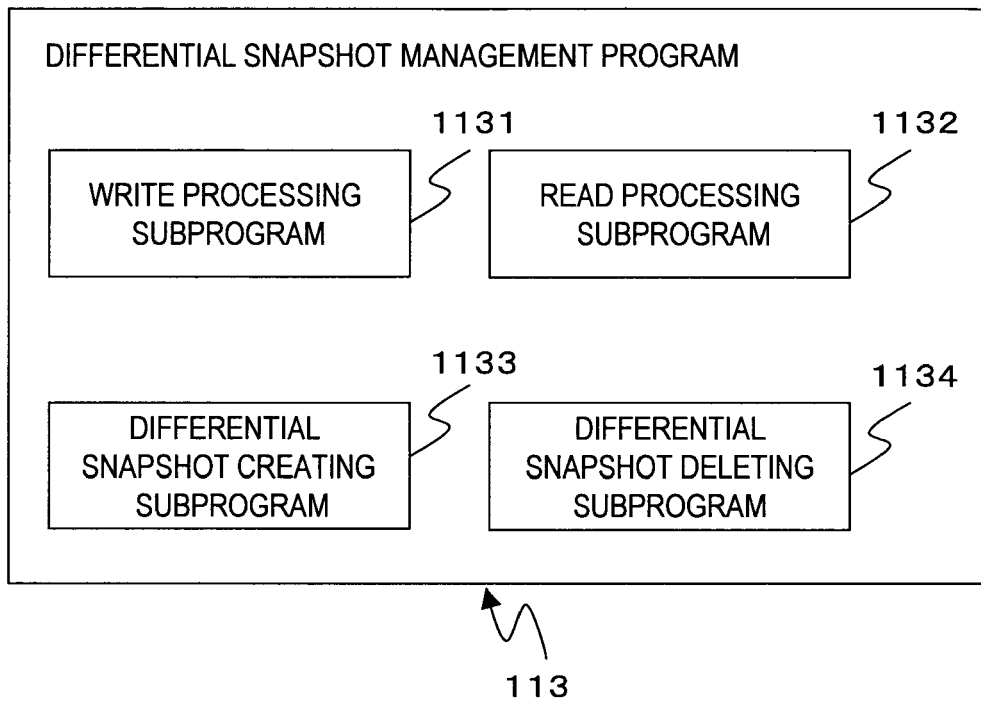 DIFFERENTIAL SNAPSHOT MANAGEMENT PROGRAM
1131
1132
WRITE PROCESSING
SUBPROGRAM
READ PROCESSING
SUBPROGRAM
1133
1134
DIFFERENTIAL
SNAPSHOT CREATING
SUBPROGRAM
DIFFERENTIAL
SNAPSHOT DELETING
SUBPROGRAM
113